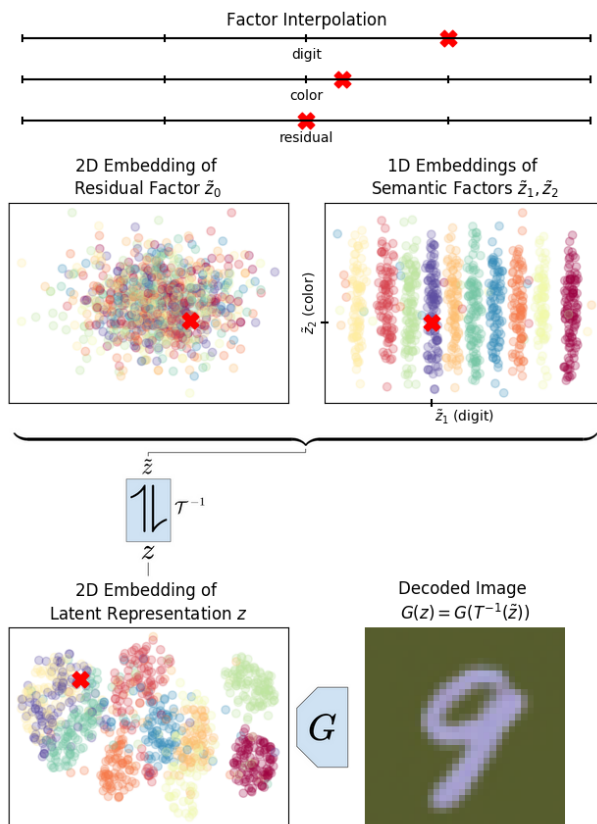 Factor Interpolation
digit
color
residual
2D Embedding of
Residual Factor z̃₀
1D Embeddings of
Semantic Factors z̃₁, z̃₂
z̃₂ (color)
z̃₁ (digit)
z̃
𝒯⁻¹
z
2D Embedding of
Latent Representation z
Decoded Image
G(z) = G(T⁻¹(z̃))
G
9